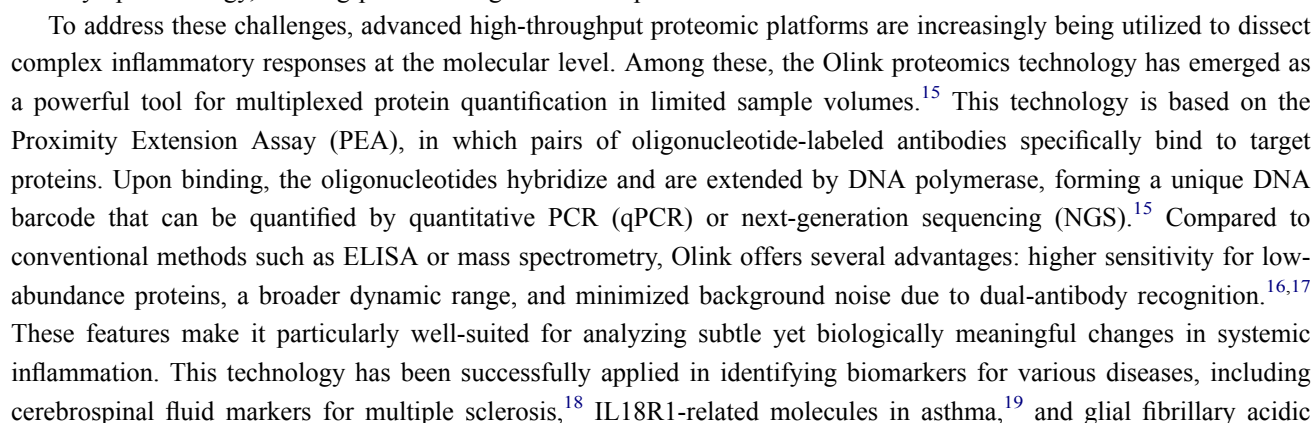 To address these challenges, advanced high-throughput proteomic platforms are increasingly being utilized to dissect
complex inflammatory responses at the molecular level. Among these, the Olink proteomics technology has emerged as
a powerful tool for multiplexed protein quantification in limited sample volumes.15 This technology is based on the
Proximity Extension Assay (PEA), in which pairs of oligonucleotide-labeled antibodies specifically bind to target
proteins. Upon binding, the oligonucleotides hybridize and are extended by DNA polymerase, forming a unique DNA
barcode that can be quantified by quantitative PCR (qPCR) or next-generation sequencing (NGS).15 Compared to
conventional methods such as ELISA or mass spectrometry, Olink offers several advantages: higher sensitivity for low-
abundance proteins, a broader dynamic range, and minimized background noise due to dual-antibody recognition.16,17
These features make it particularly well-suited for analyzing subtle yet biologically meaningful changes in systemic
inflammation. This technology has been successfully applied in identifying biomarkers for various diseases, including
cerebrospinal fluid markers for multiple sclerosis,18 IL18R1-related molecules in asthma,19 and glial fibrillary acidic